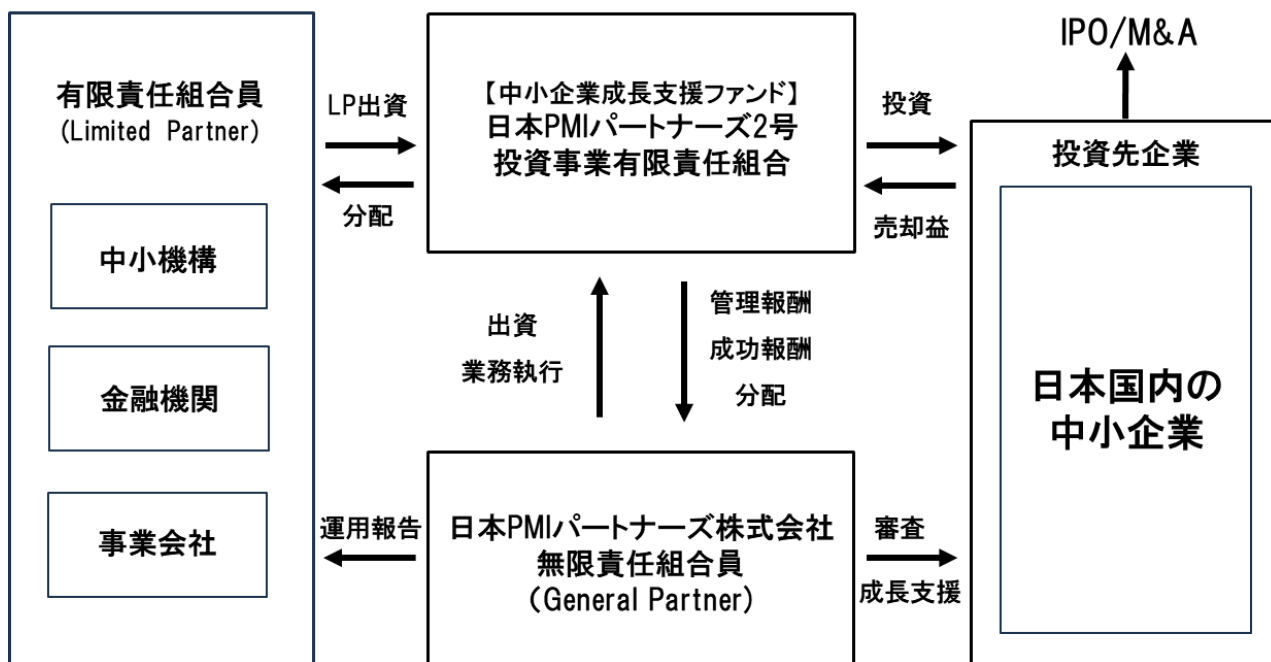 有限責任組合員
(Limited Partner)
中小機構
金融機関
事業会社
LP出資
分配
運用報告
【中小企業成長支援ファンド】
日本PMIパートナーズ2号
投資事業有限責任組合
出資
業務執行
管理報酬
成功報酬
分配
日本PMIパートナーズ株式会社
無限責任組合員
(General Partner)
投資
売却益
審査
成長支援
IPO/M&A
投資先企業
日本国内の
中小企業